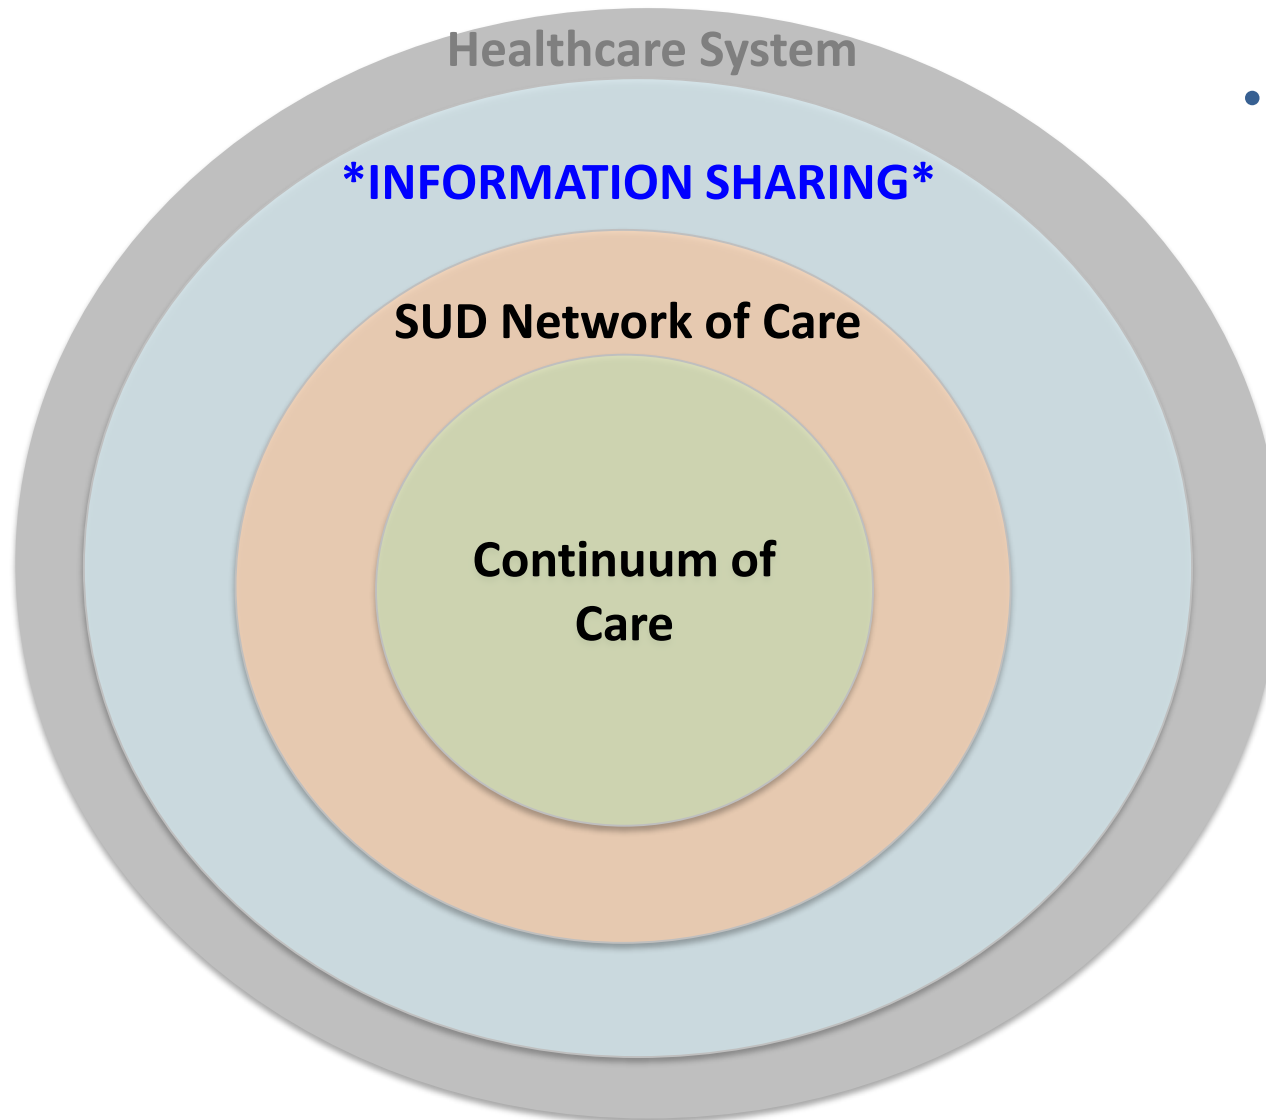 Healthcare System
•
*INFORMATION SHARING*
SUD Network of Care
Continuum of
Care